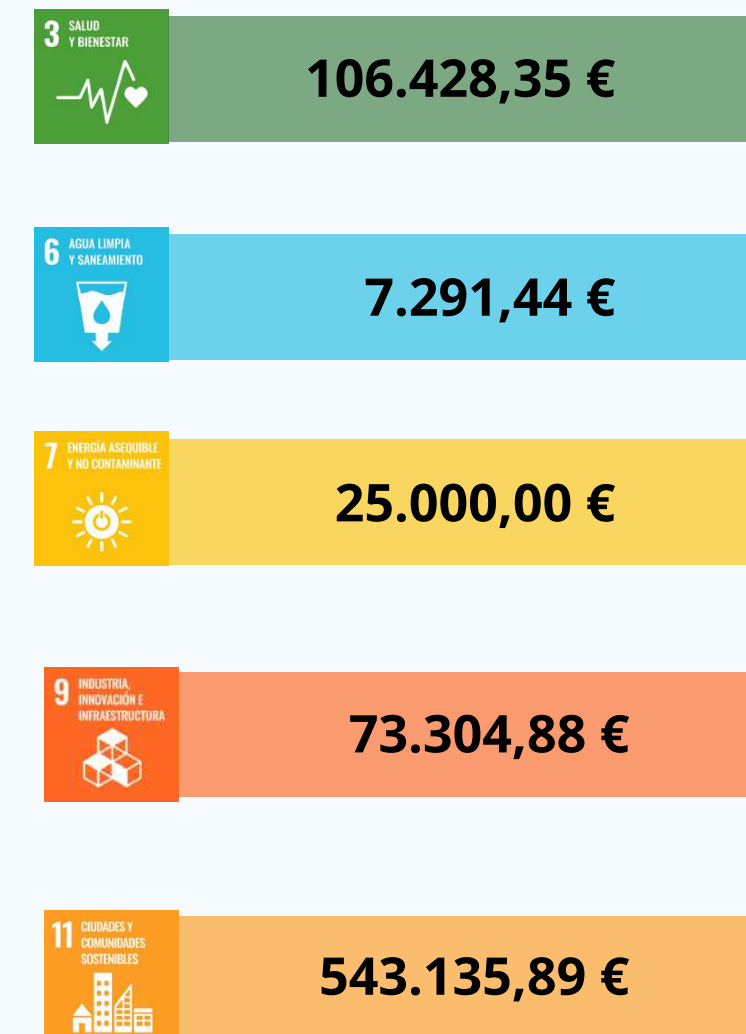 3 SALUD
Y BIENESTAR
106.428,35 €
6 AGUA LIMPIA
Y SANEAMIENTO
7.291,44 €
7 ENERGÍA ASEQUIBLE
Y NO CONTAMINANTE
25.000,00 €
9 INDUSTRIA,
INNOVACIÓN E
INFRAESTRUCTURA
73.304,88 €
11 CIUDADES Y
COMUNIDADES
SOSTENIBLES
543.135,89 €